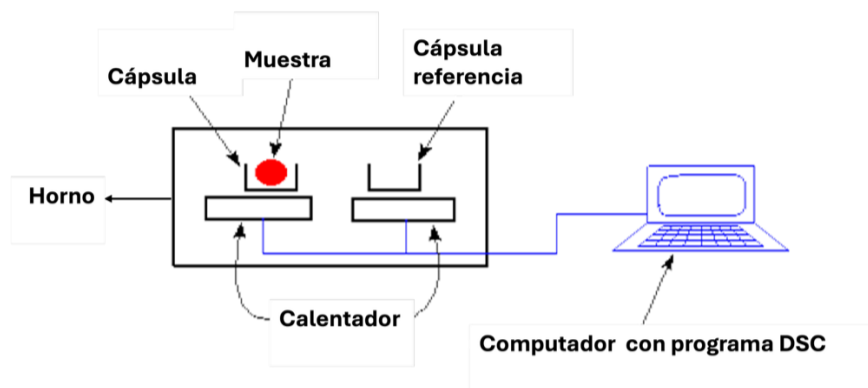 Cápsula
Muestra
Cápsula
referencia
Horno
Calentador
Computador con programa DSC